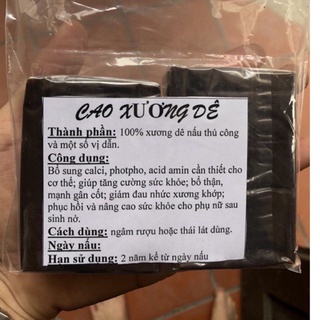 CAO XƯƠNG DÊ
Thành phần: 100% xương dê nấu thủ công
và một số vị dẫn.
Công dụng:
Bổ sung calci, photpho, acid amin cần thiết cho
cơ thể; giúp tăng cường sức khỏe; bổ thận,
mạnh gân cốt; giảm đau nhức xương khớp;
phục hồi và nâng cao sức khỏe cho phụ nữ sau
sinh nở.
Cách dùng: ngâm rượu hoặc thái lát dùng.
Ngày nấu:
Hạn sử dụng: 2 năm kể từ ngày nấu